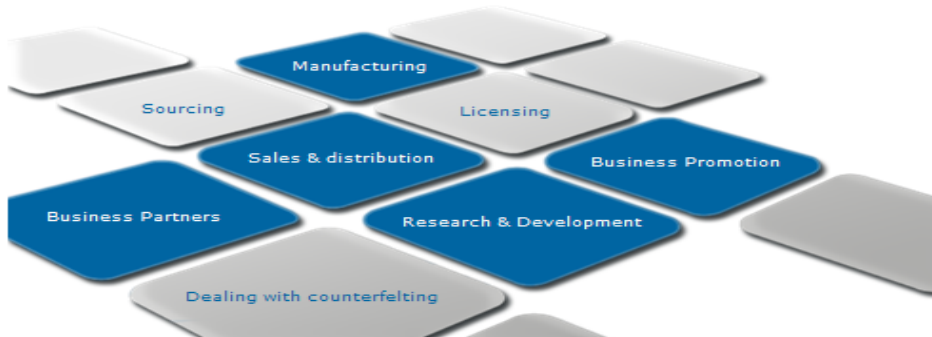 Manufacturing
Sourcing
Licensing
Sales & distribution
Business Promotion
Business Partners
Research & Development
Dealing with counterfelting